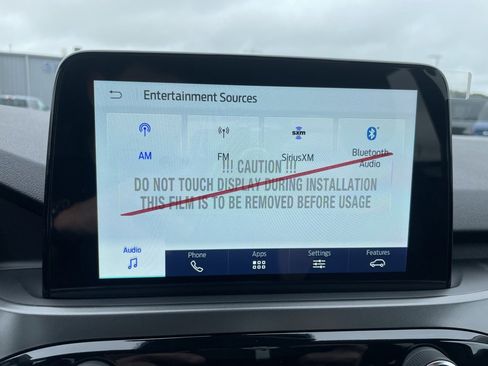 Entertainment Sources
sxm
AM FM SiriusXM Bluetooth
Audio
!!! CAUTION !!!
DO NOT TOUCH DISPLAY DURING INSTALLATION
THIS FILM IS TO BE REMOVED BEFORE USAGE
Audio Phone Apps Settings Features